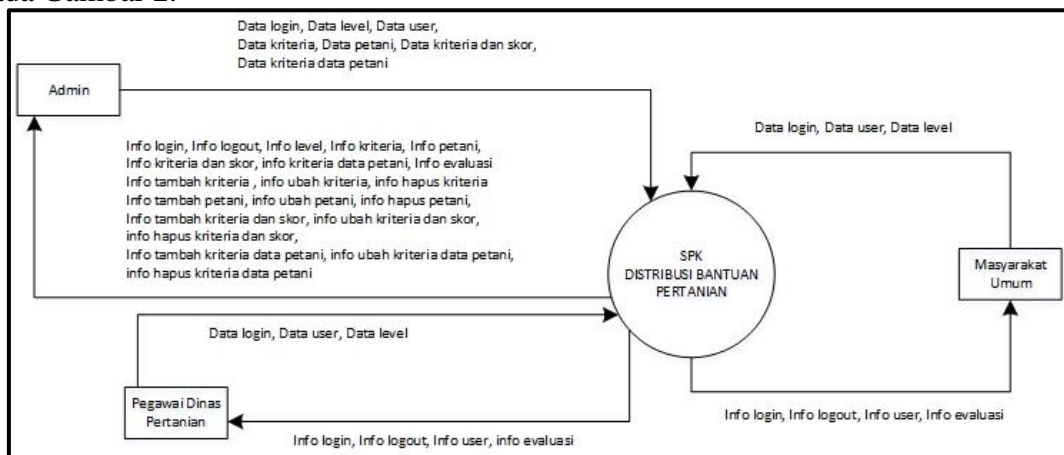 Data login, Data level, Data user,
Data kriteria, Data petani, Data kriteria dan skor,
Data kriteria data petani
Admin
Info login, Info logout, Info level, Info kriteria, Info petani,
Info kriteria dan skor, info kriteria data petani, Info evaluasi
Info tambah kriteria , info ubah kriteria, info hapus kriteria
Info tambah petani, info ubah petani, info hapus petani,
Info tambah kriteria dan skor, info ubah kriteria dan skor,
info hapus kriteria dan skor,
Info tambah kriteria data petani, info ubah kriteria data petani,
info hapus kriteria data petani
Data login, Data user, Data level
SPK
DISTRIBUSI BANTUAN
PERTANIAN
Masyarakat
Umum
Data login, Data user, Data level
Pegawai Dinas
Pertanian
Info login, Info logout, Info user, info evaluasi
Info login, Info logout, Info user, Info evaluasi